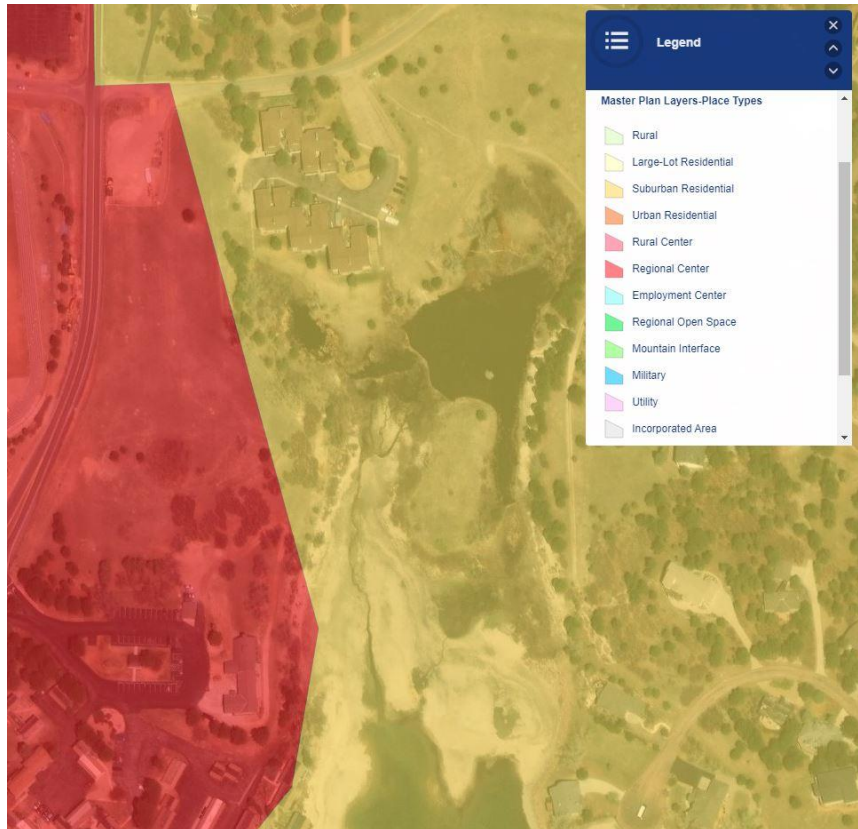 Legend
Master Plan Layers-Place Types
Rural
Large-Lot Residential
Suburban Residential
Urban Residential
Rural Center
Regional Center
Employment Center
Regional Open Space
Mountain Interface
Military
Utility
Incorporated Area